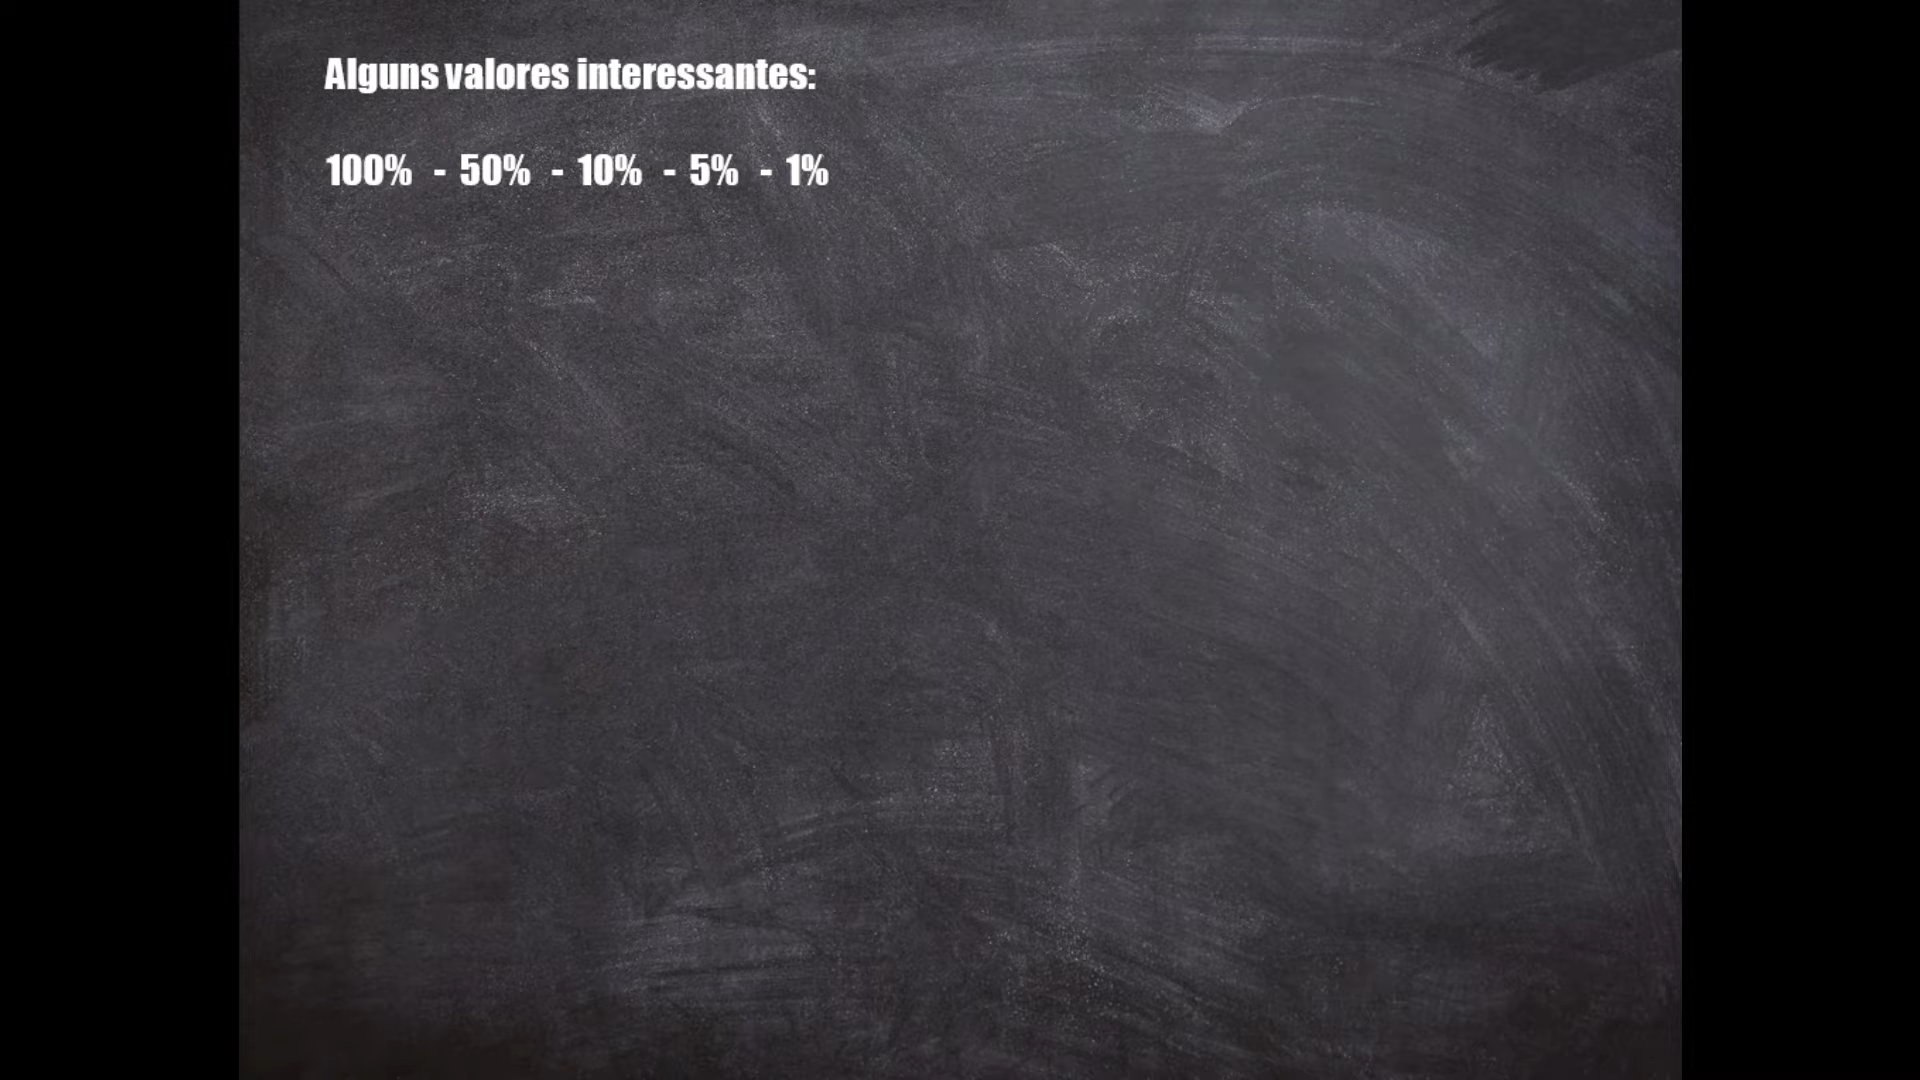 Alguns valores interessantes:
100% - 50% - 10% - 5% - 1%